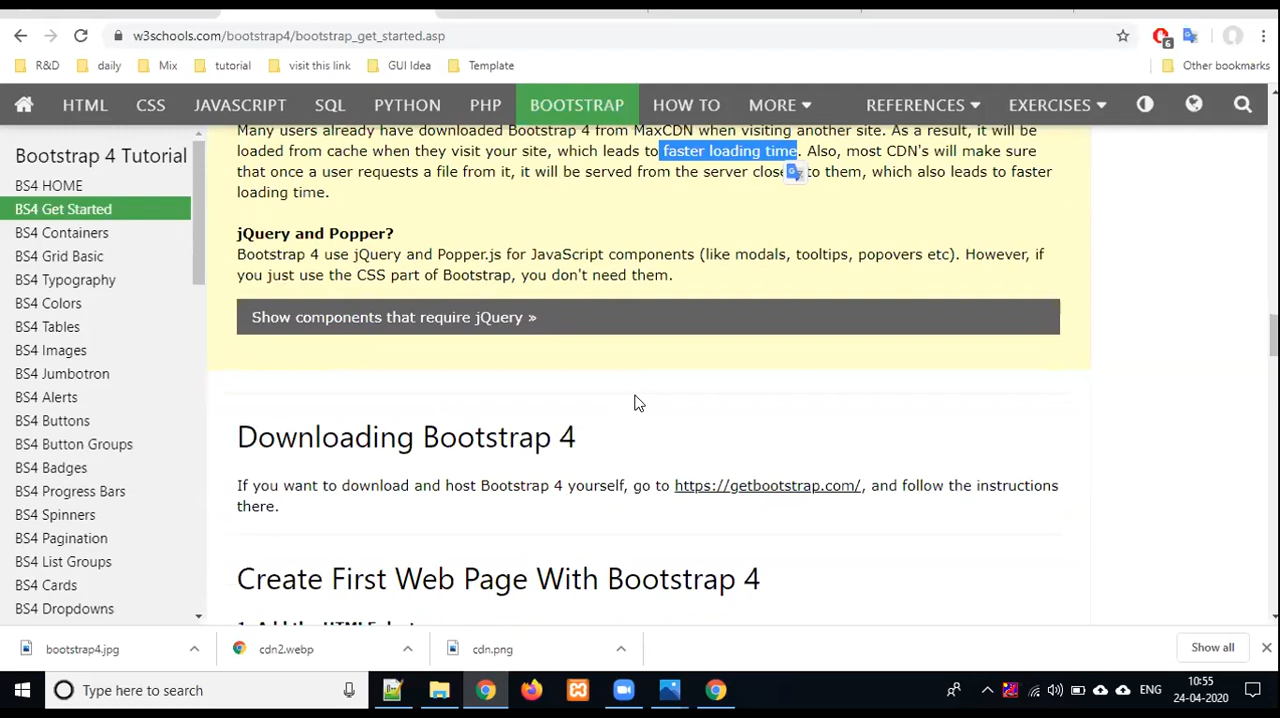 w3schools.com/bootstrap4/bootstrap_get_started.asp
6
R&D daily Mix tutorial visit this link GUI Idea Template Other bookmarks
HTML CSS JAVASCRIPT SQL PYTHON PHP BOOTSTRAP HOW TO MORE REFERENCES EXERCISES
Bootstrap 4 Tutorial
BS4 HOME
BS4 Get Started
BS4 Containers
BS4 Grid Basic
BS4 Typography
BS4 Colors
BS4 Tables
BS4 Images
BS4 Jumbotron
BS4 Alerts
BS4 Buttons
BS4 Button Groups
BS4 Badges
BS4 Progress Bars
BS4 Spinners
BS4 Pagination
BS4 List Groups
BS4 Cards
BS4 Dropdowns
Many users already have downloaded Bootstrap 4 from MaxCDN when visiting another site. As a result, it will be
loaded from cache when they visit your site, which leads to faster loading time. Also, most CDN's will make sure
that once a user requests a file from it, it will be served from the server close to them, which also leads to faster
loading time.
jQuery and Popper?
Bootstrap 4 use jQuery and Popper.js for JavaScript components (like modals, tooltips, popovers etc). However, if
you just use the CSS part of Bootstrap, you don't need them.
Show components that require jQuery »
Downloading Bootstrap 4
If you want to download and host Bootstrap 4 yourself, go to https://getbootstrap.com/, and follow the instructions
there.
Create First Web Page With Bootstrap 4
bootstrap4.jpg cdn2.webp cdn.png Show all
Type here to search
ENG
10:55
24-04-2020